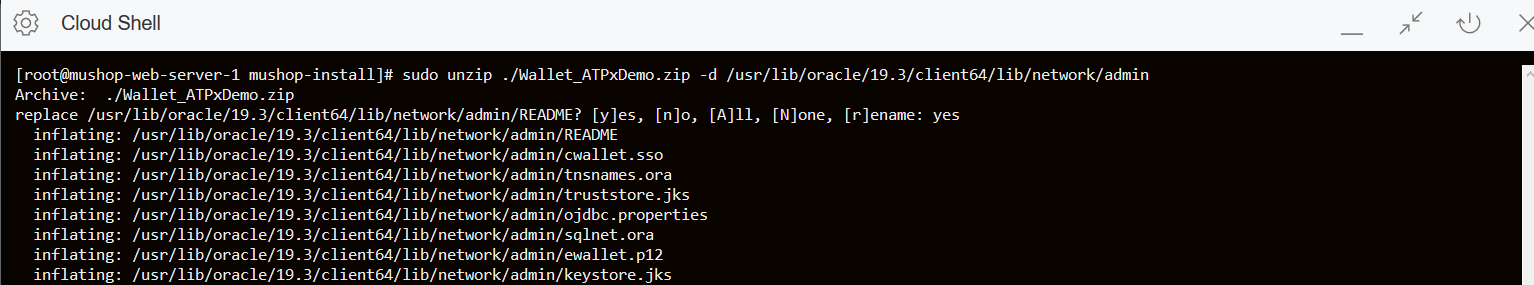 Cloud Shell
[root@mushop-web-server-1 mushop-install]# sudo unzip ./Wallet_ATPxDemo.zip -d /usr/lib/oracle/19.3/client64/lib/network/admin
Archive:  ./Wallet_ATPxDemo.zip
replace /usr/lib/oracle/19.3/client64/lib/network/admin/README? [y]es, [n]o, [A]ll, [N]one, [r]ename: yes
  inflating: /usr/lib/oracle/19.3/client64/lib/network/admin/README
  inflating: /usr/lib/oracle/19.3/client64/lib/network/admin/cwallet.sso
  inflating: /usr/lib/oracle/19.3/client64/lib/network/admin/tnsnames.ora
  inflating: /usr/lib/oracle/19.3/client64/lib/network/admin/truststore.jks
  inflating: /usr/lib/oracle/19.3/client64/lib/network/admin/ojdbc.properties
  inflating: /usr/lib/oracle/19.3/client64/lib/network/admin/sqlnet.ora
  inflating: /usr/lib/oracle/19.3/client64/lib/network/admin/ewallet.p12
  inflating: /usr/lib/oracle/19.3/client64/lib/network/admin/keystore.jks